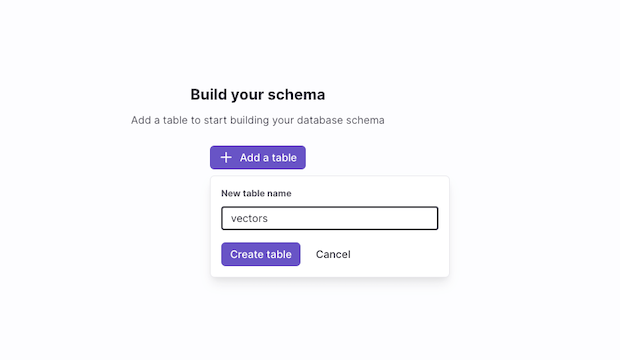 Build your schema
Add a table to start building your database schema
+ Add a table
New table name
vectors
Create table Cancel